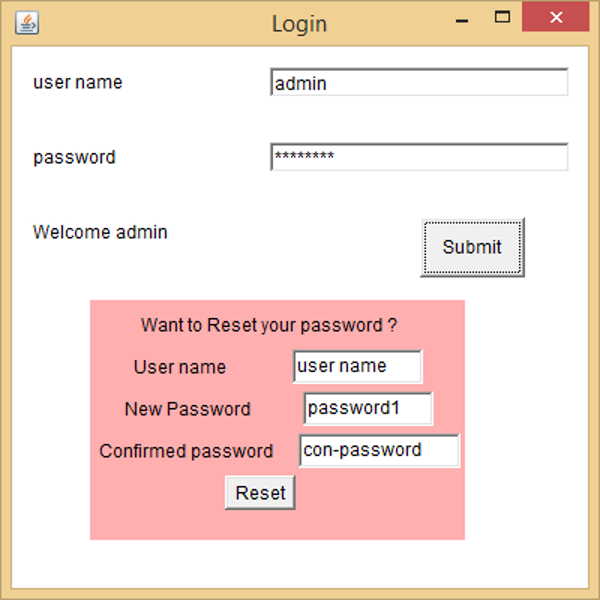 Login
user name admin
password ********
Welcome admin Submit
Want to Reset your password ?
User name user name
New Password password1
Confirmed password con-password
Reset